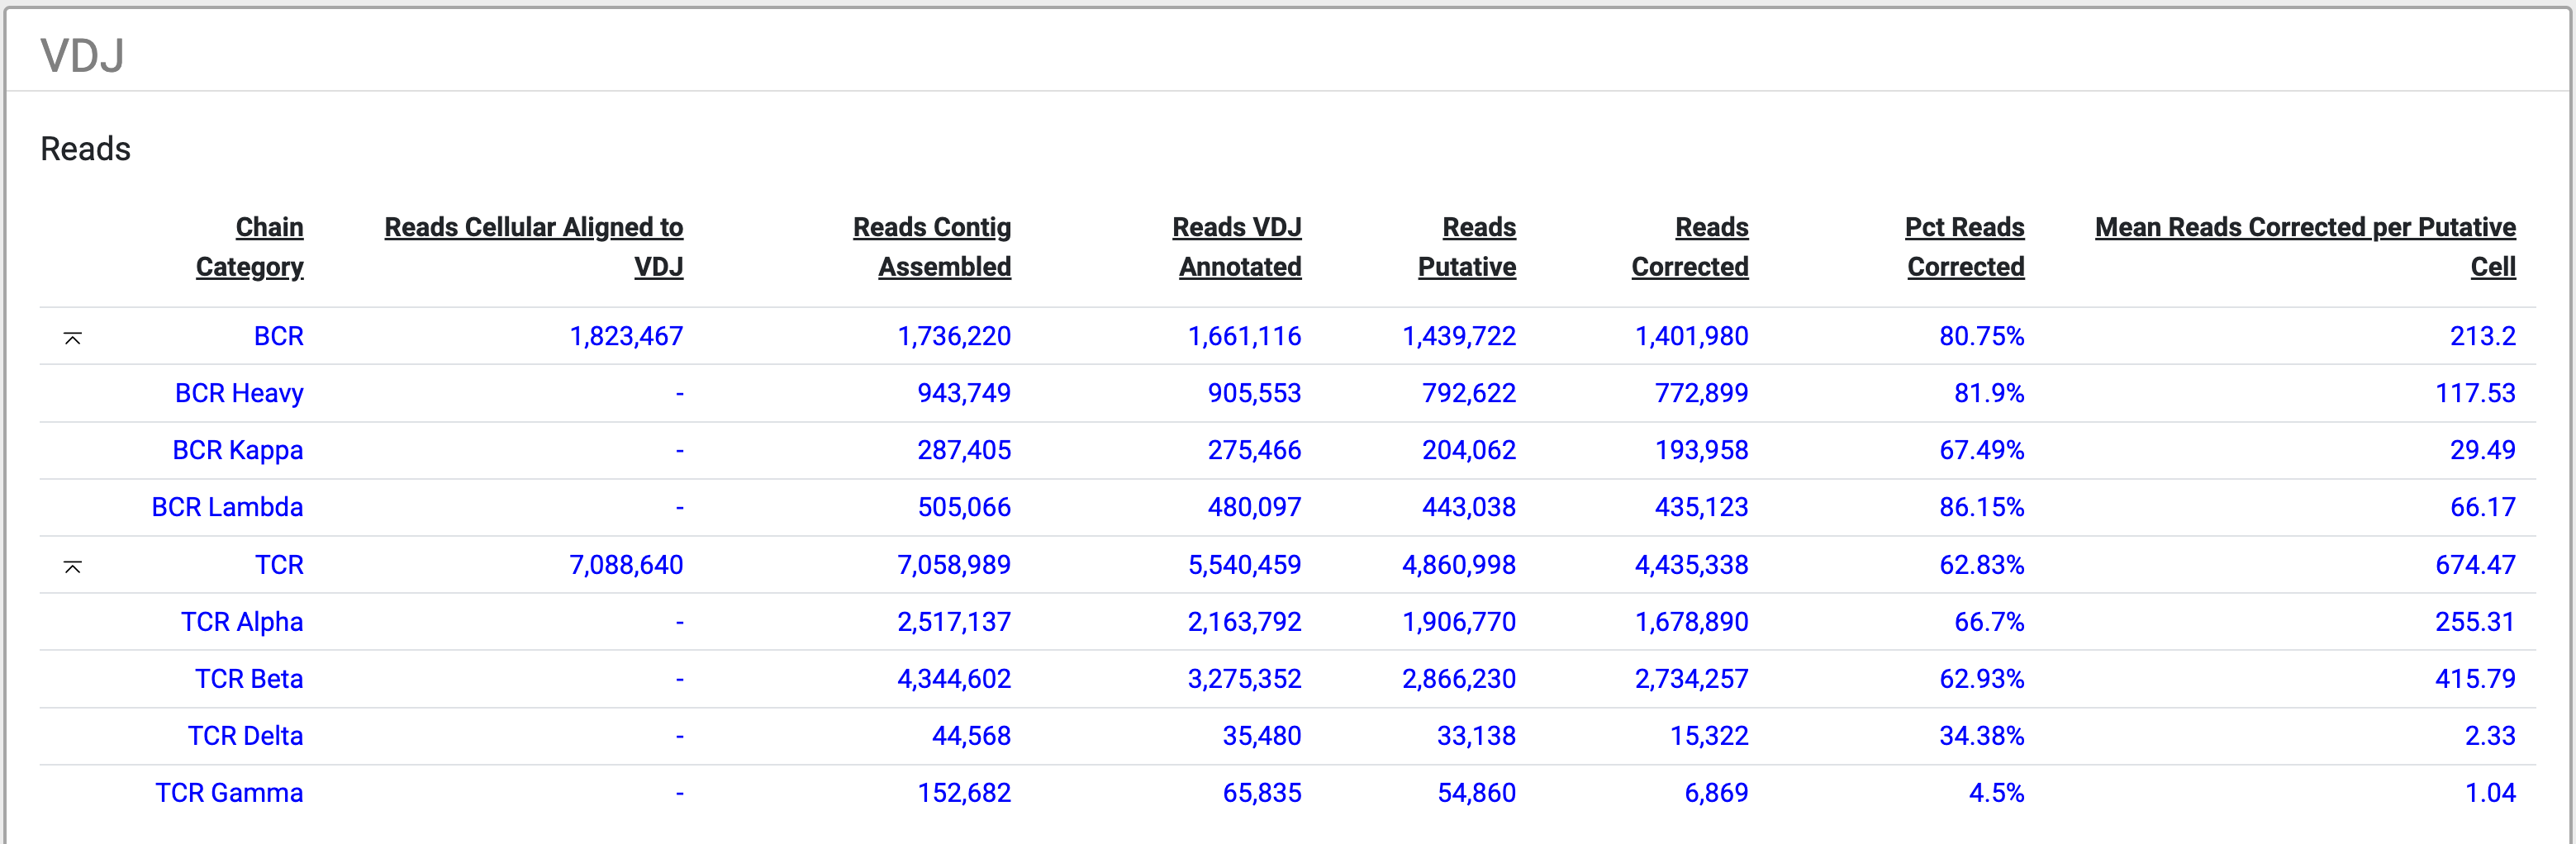 VDJ
Reads
Chain Category Reads Cellular Aligned to VDJ Reads Contig Assembled Reads VDJ Annotated Reads Putative Reads Corrected Pct Reads Corrected Mean Reads Corrected per Putative Cell
BCR 1,823,467 1,736,220 1,661,116 1,439,722 1,401,980 80.75% 213.2
BCR Heavy - 943,749 905,553 792,622 772,899 81.9% 117.53
BCR Kappa - 287,405 275,466 204,062 193,958 67.49% 29.49
BCR Lambda - 505,066 480,097 443,038 435,123 86.15% 66.17
TCR 7,088,640 7,058,989 5,540,459 4,860,998 4,435,338 62.83% 674.47
TCR Alpha - 2,517,137 2,163,792 1,906,770 1,678,890 66.7% 255.31
TCR Beta - 4,344,602 3,275,352 2,866,230 2,734,257 62.93% 415.79
TCR Delta - 44,568 35,480 33,138 15,322 34.38% 2.33
TCR Gamma - 152,682 65,835 54,860 6,869 4.5% 1.04